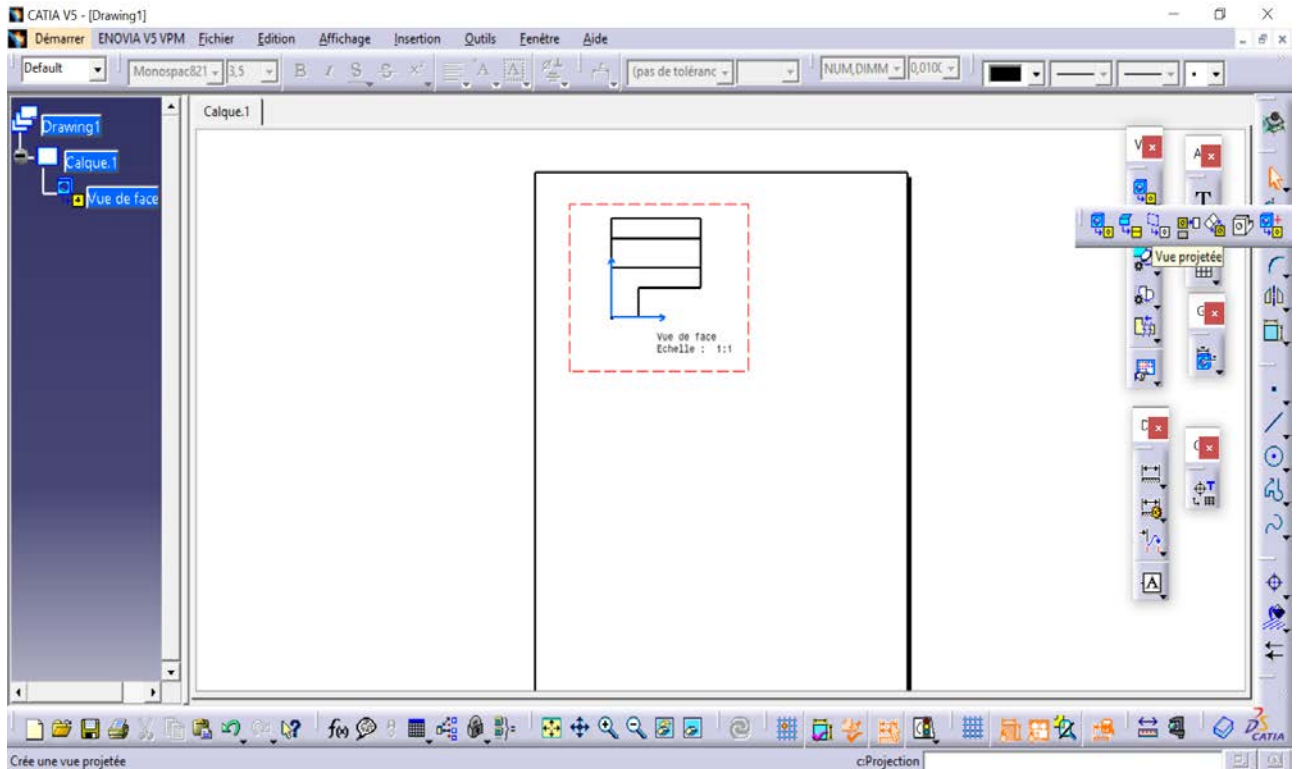 CATIA V5 - [Drawing1]
Démarrer ENOVIA V5 VPM Fichier Edition Affichage Insertion Outils Fenêtre Aide
Default Monospac821 3,5 B I S S x² A A (pas de toléranc NUM,DIMM 0,010(
Calque.1
Drawing1
Calque.1
Vue de face
V A
T
Vue projetée
G
Vue de face
Echelle : 1:1
D
T
A
f(x)
CATIA
Crée une vue projetée c:Projection